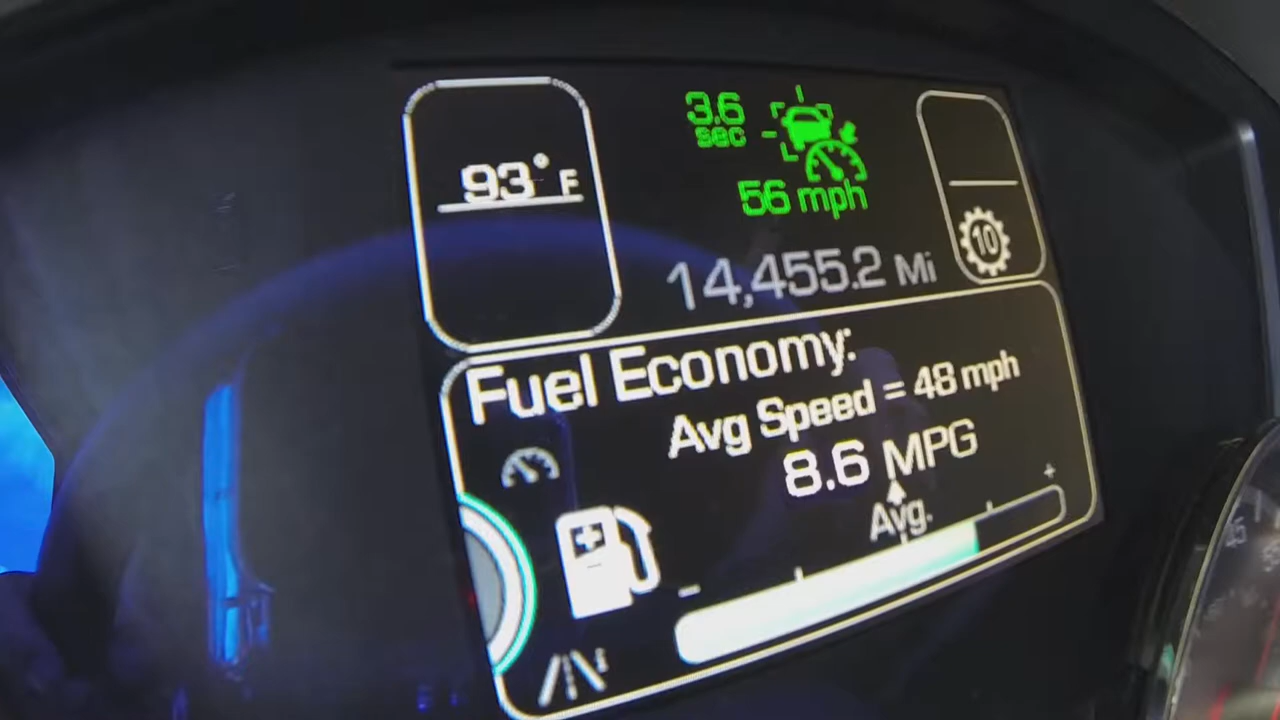 93° F
3.6
sec
56 mph
14,455.2 Mi
10
Fuel Economy:
Avg Speed = 48 mph
8.6 MPG
Avg.
+
-